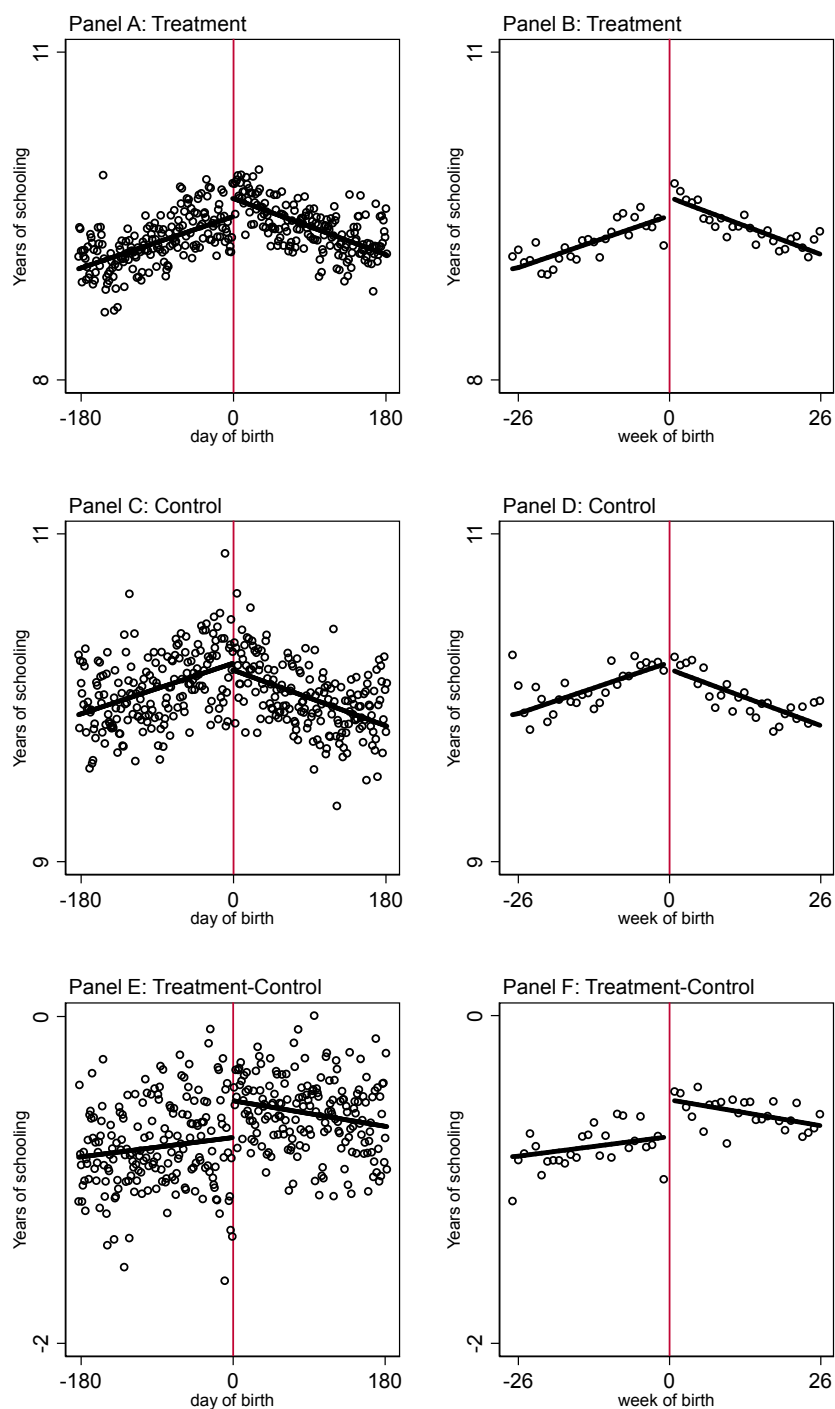 Panel A: Treatment
11
Years of schooling
8
-180 0 180
day of birth
Panel B: Treatment
11
Years of schooling
8
-26 0 26
week of birth
Panel C: Control
11
Years of schooling
9
-180 0 180
day of birth
Panel D: Control
11
Years of schooling
9
-26 0 26
week of birth
Panel E: Treatment-Control
0
Years of schooling
-2
-180 0 180
day of birth
Panel F: Treatment-Control
0
Years of schooling
-2
-26 0 26
week of birth